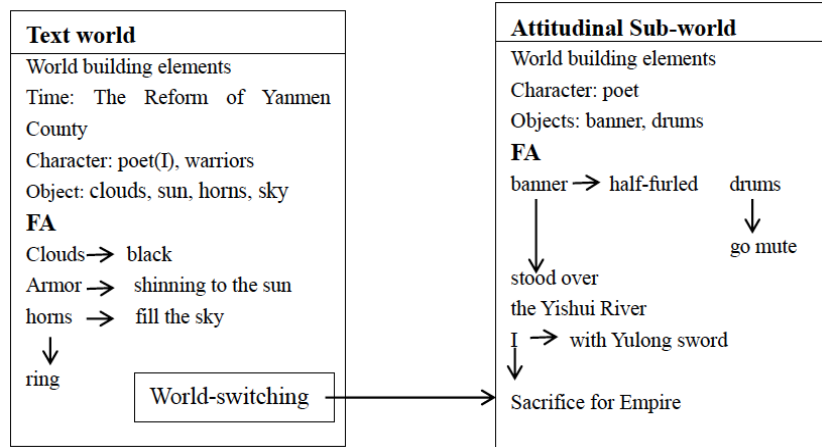 Text world
World building elements
Time: The Reform of Yanmen
County
Character: poet(I), warriors
Object: clouds, sun, horns, sky
FA
Clouds → black
Armor → shinning to the sun
horns → fill the sky
ring
World-switching
Attitudinal Sub-world
World building elements
Character: poet
Objects: banner, drums
FA
banner → half-furled drums
go mute
stood over
the Yishui River
I → with Yulong sword
Sacrifice for Empire